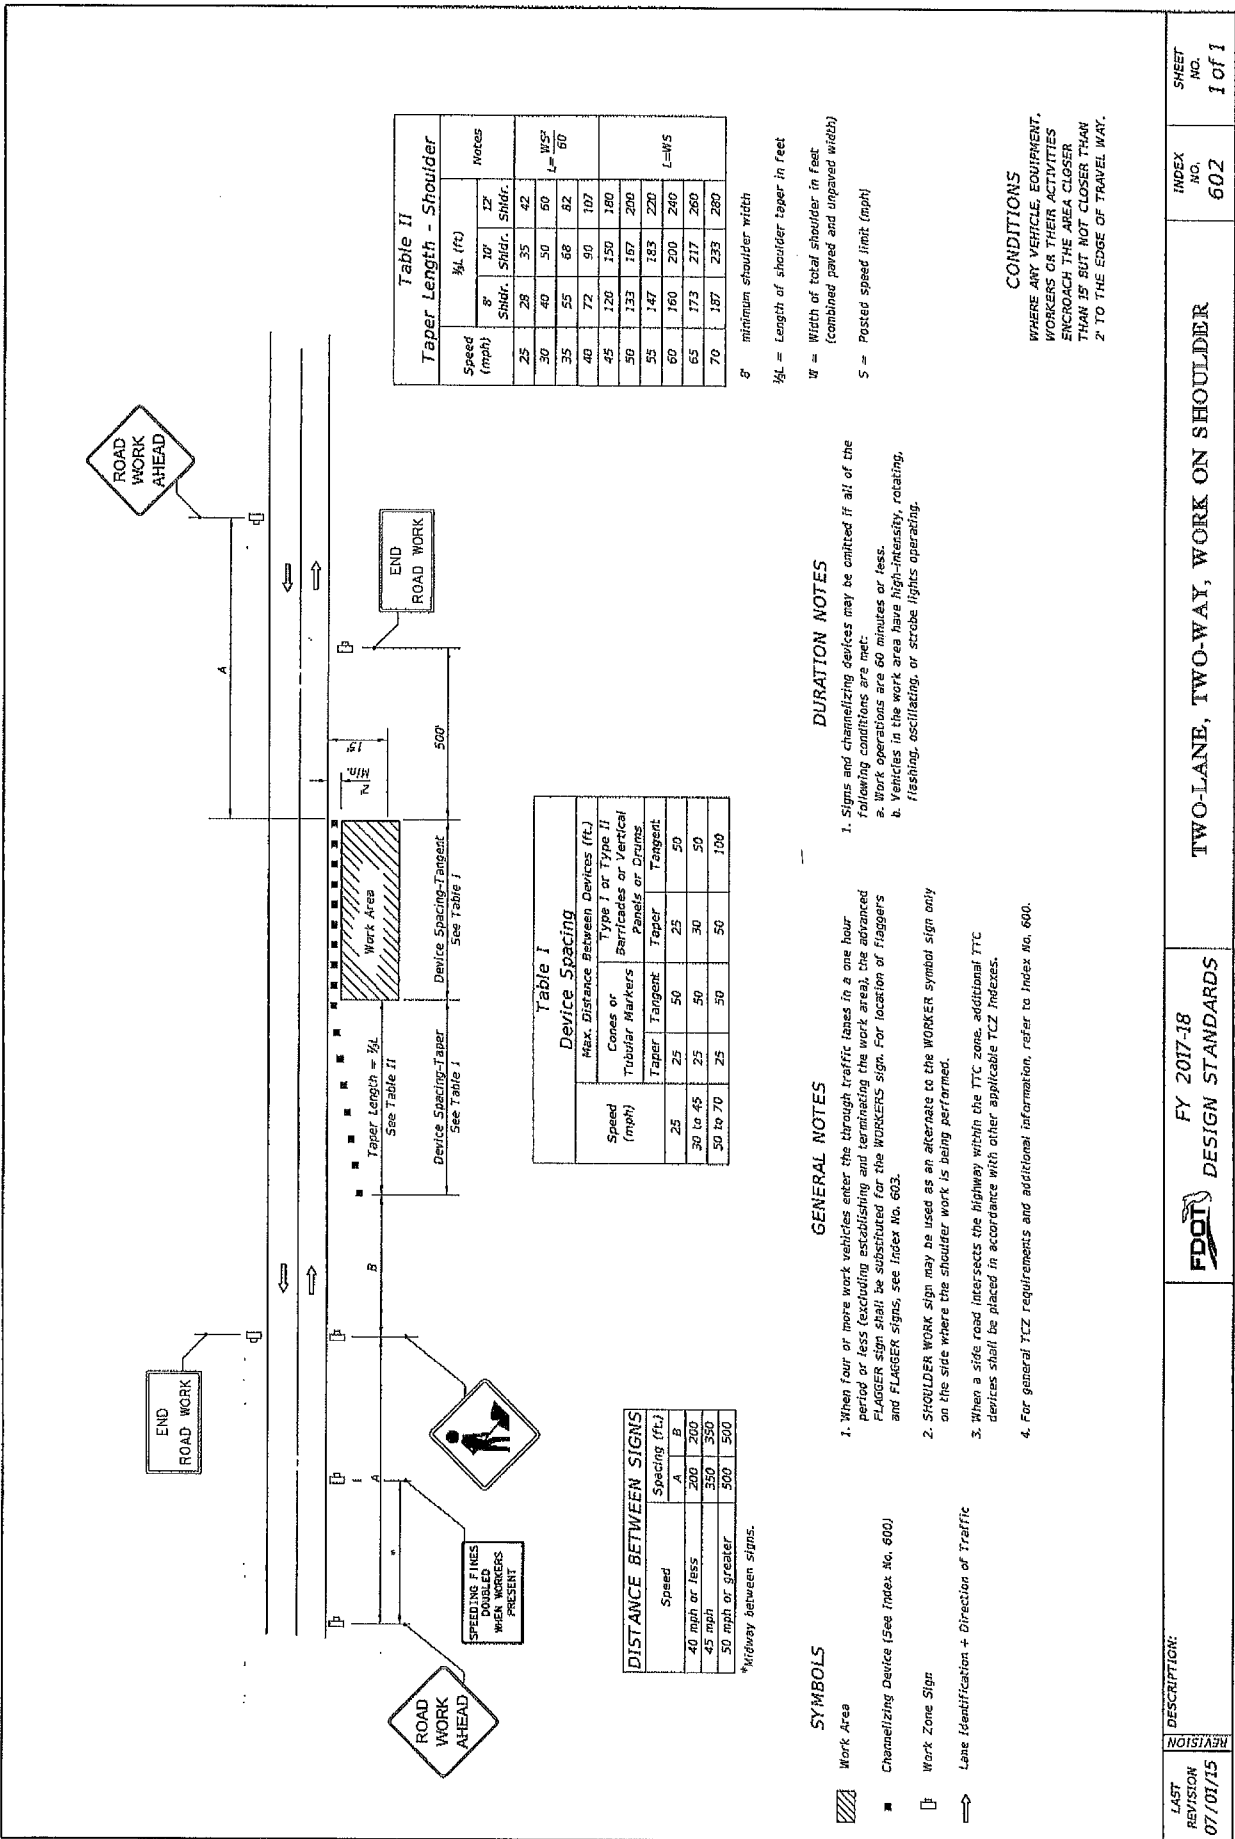 ROAD
WORK
AHEAD
END
ROAD WORK
A
15'
2'
Min.
500'
Work Area
Device Spacing-Tangent
See Table I
Taper Length = ⅓L
See Table II
Device Spacing-Taper
See Table I
B
A
*
END
ROAD WORK
SPEEDING FINES
DOUBLED
WHEN WORKERS
PRESENT
ROAD
WORK
AHEAD
DISTANCE BETWEEN SIGNS
Speed Spacing (ft.)
A B
40 mph or less 200 200
45 mph 350 350
50 mph or greater 500 500
*Midway between signs.
Table I
Device Spacing
Speed
(mph)
Max. Distance Between Devices (ft.)
Cones or
Tubular Markers
Type I or Type II
Barricades or Vertical
Panels or Drums
Taper Tangent Taper Tangent
25 25 50 25 50
30 to 45 25 50 30 50
50 to 70 25 50 50 100
Table II
Taper Length - Shoulder
Speed
(mph)
⅓L (ft)
Notes
8'
Shldr.
10'
Shldr.
12'
Shldr.
25 28 35 42
30 40 50 60
35 55 68 82
40 72 90 107
L= WS²
60
45 120 150 180
50 133 167 200
55 147 183 220
60 160 200 240
65 173 217 260
70 187 233 280
L=WS
8' minimum shoulder width
⅓L = Length of shoulder taper in feet
W = Width of total shoulder in feet
(combined paved and unpaved width)
S = Posted speed limit (mph)
SYMBOLS
Work Area
Channelizing Device (See Index No. 600)
Work Zone Sign
Lane Identification + Direction of Traffic
GENERAL NOTES
1. When four or more work vehicles enter the through traffic lanes in a one hour
period or less (excluding establishing and terminating the work area), the advanced
FLAGGER sign shall be substituted for the WORKERS sign. For location of flaggers
and FLAGGER signs, see Index No. 603.
2. SHOULDER WORK sign may be used as an alternate to the WORKER symbol sign only
on the side where the shoulder work is being performed.
3. When a side road intersects the highway within the TTC zone, additional TTC
devices shall be placed in accordance with other applicable TCZ Indexes.
4. For general TCZ requirements and additional information, refer to Index No. 600.
DURATION NOTES
1. Signs and channelizing devices may be omitted if all of the
following conditions are met:
a. Work operations are 60 minutes or less.
b. Vehicles in the work area have high-intensity, rotating,
flashing, oscillating, or strobe lights operating.
CONDITIONS
WHERE ANY VEHICLE, EQUIPMENT,
WORKERS OR THEIR ACTIVITIES
ENCROACH THE AREA CLOSER
THAN 15' BUT NOT CLOSER THAN
2' TO THE EDGE OF TRAVEL WAY.
LAST
REVISION
07/01/15
REVISION
DESCRIPTION:
FDOT
FY 2017-18
DESIGN STANDARDS
TWO-LANE, TWO-WAY, WORK ON SHOULDER
INDEX
NO.
602
SHEET
NO.
1 of 1